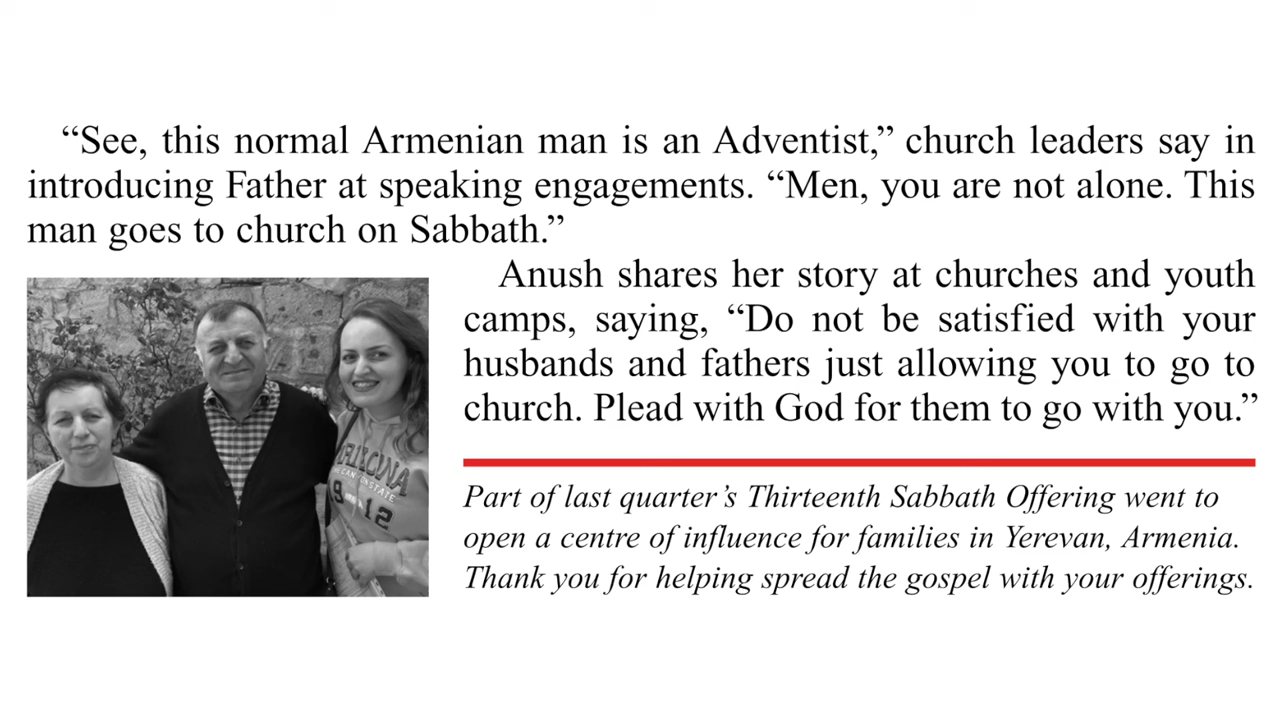 “See, this normal Armenian man is an Adventist,” church leaders say in
introducing Father at speaking engagements. “Men, you are not alone. This
man goes to church on Sabbath.”
Anush shares her story at churches and youth
camps, saying, “Do not be satisfied with your
husbands and fathers just allowing you to go to
church. Plead with God for them to go with you.”
ARIZONA
19 12
Part of last quarter’s Thirteenth Sabbath Offering went to
open a centre of influence for families in Yerevan, Armenia.
Thank you for helping spread the gospel with your offerings.